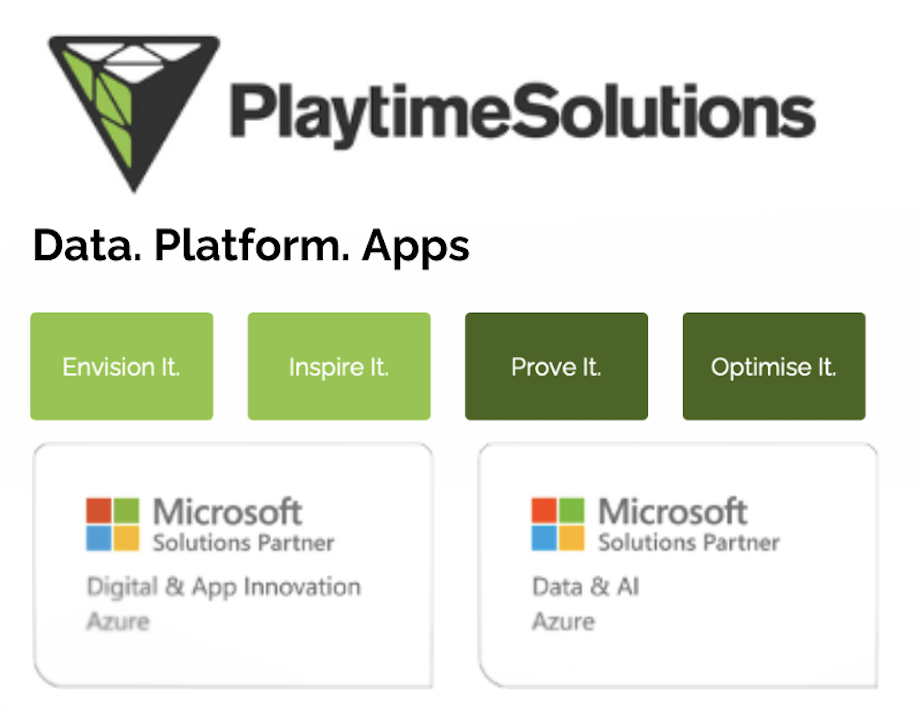 PlaytimeSolutions
Data. Platform. Apps
Envision It.
Inspire It.
Prove It.
Optimise It.
Microsoft
Solutions Partner
Digital & App Innovation
Azure
Microsoft
Solutions Partner
Data & AI
Azure